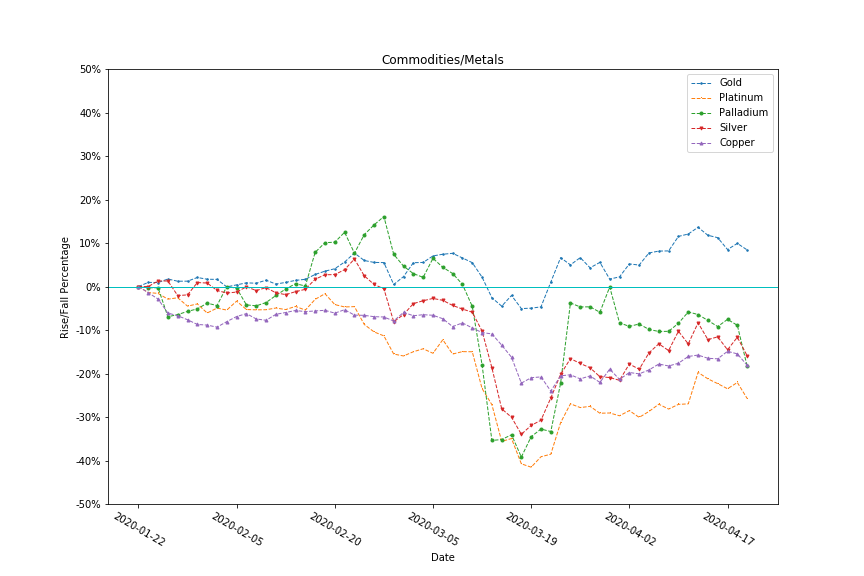 Commodities/Metals
50%
40%
30%
20%
10%
0%
-10%
-20%
-30%
-40%
-50%
Rise/Fall Percentage
Gold
Platinum
Palladium
Silver
Copper
2020-01-22
2020-02-05
2020-02-20
2020-03-05
2020-03-19
2020-04-02
2020-04-17
Date